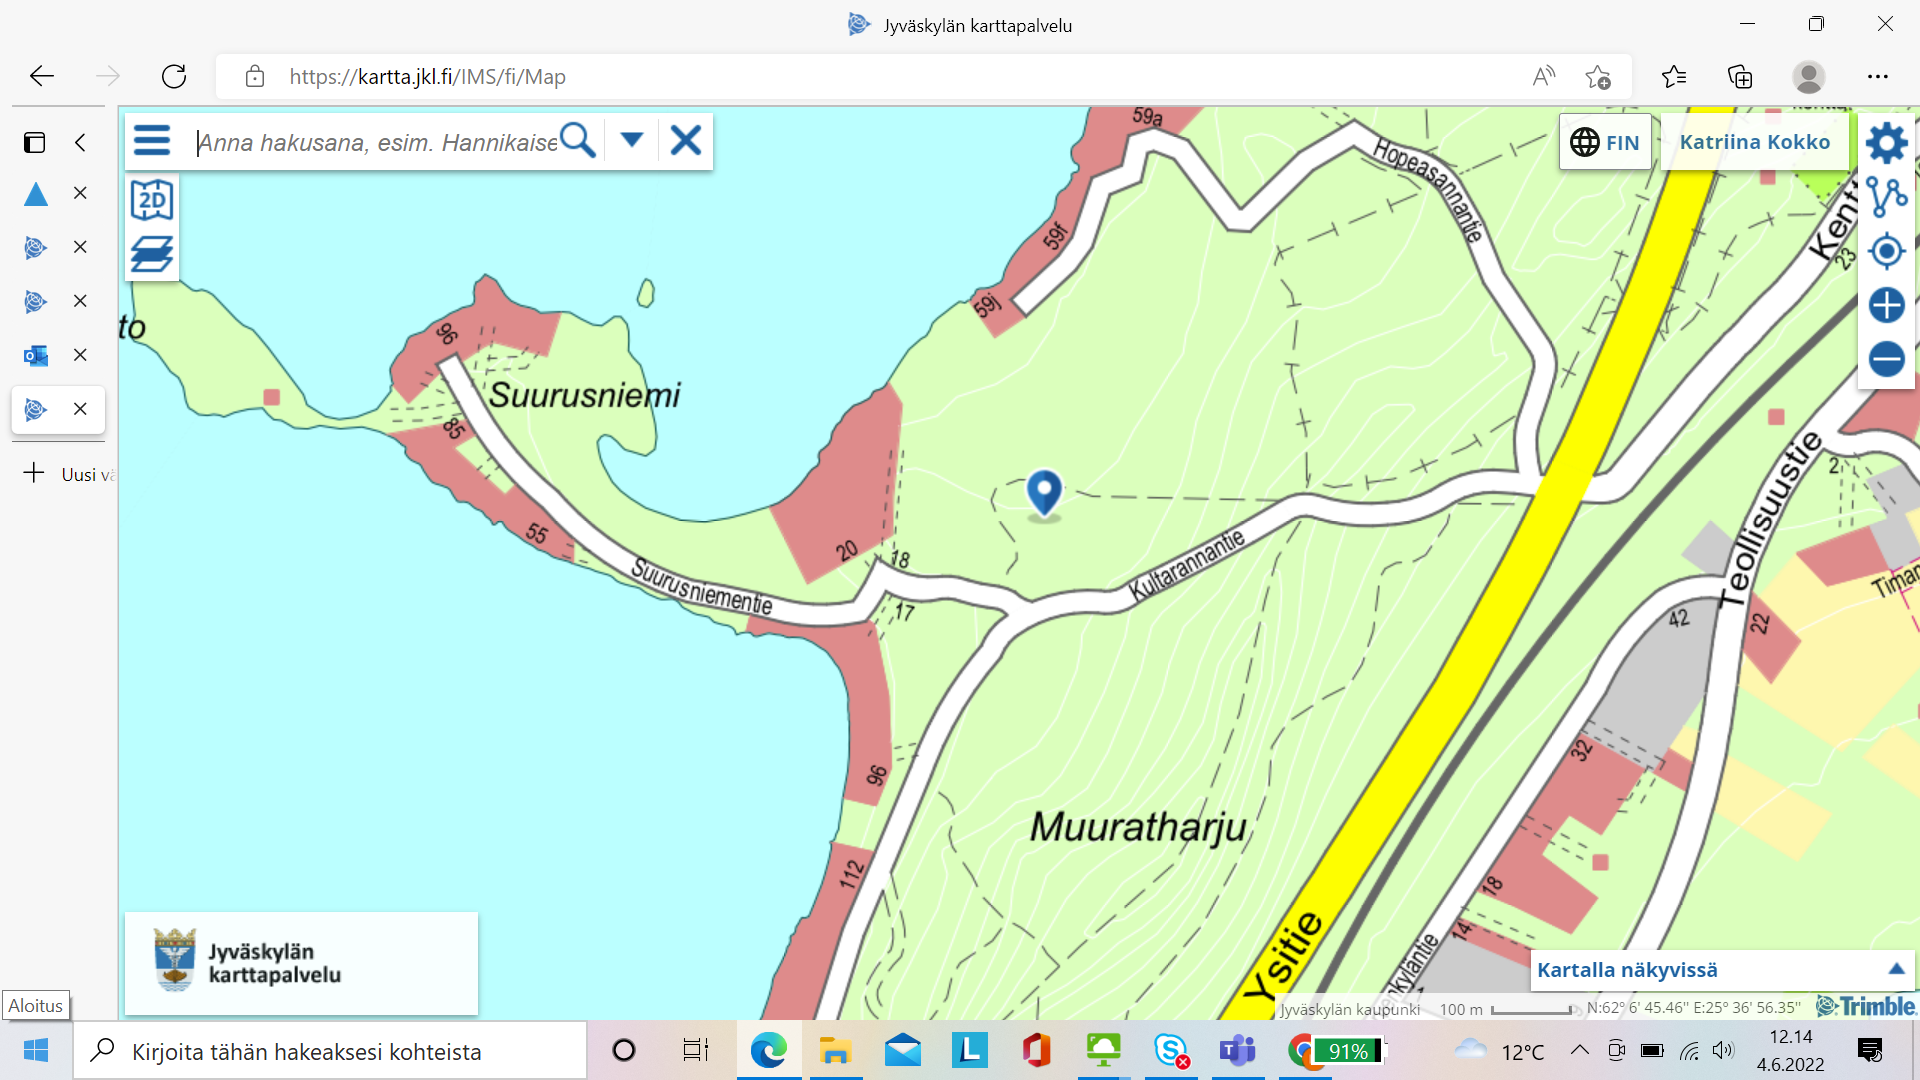 Jyväskylän karttapalvelu
https://kartta.jkl.fi/IMS/fi/Map
Uusi
Anna hakusana, esim. Hannikaise
FIN
Katriina Kokko
2D
59a
Hopeasannantie
59f
59j
23
to
96
Suurusniemi
85
55
20
18
17
Suurusniementie
Kultarannantie
Teollisuustie
2
42
22
32
96
112
Muuratharju
18
14
Ysitie
Jyväskylän
karttapalvelu
Kartalla näkyvissä
Jyväskylän kaupunki 100 m N:62° 6' 45.46" E:25° 36' 56.35"
Trimble.
Aloitus
Kirjoita tähän hakeaksesi kohteista
L
91%
12°C
12.14
4.6.2022